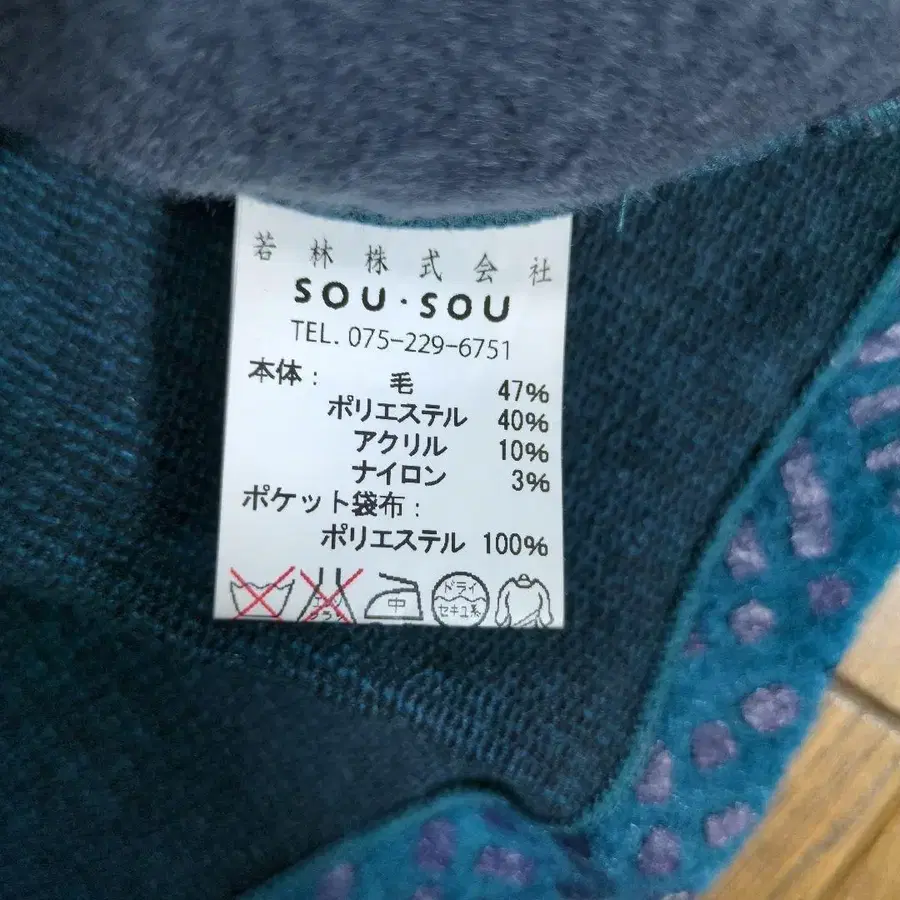 若林株式会社
SOU・SOU
TEL. 075-229-6751
本体： 毛 47%
ポリエステル 40%
アクリル 10%
ナイロン 3%
ポケット袋布：
ポリエステル 100%
中 ドライ
セキユ系